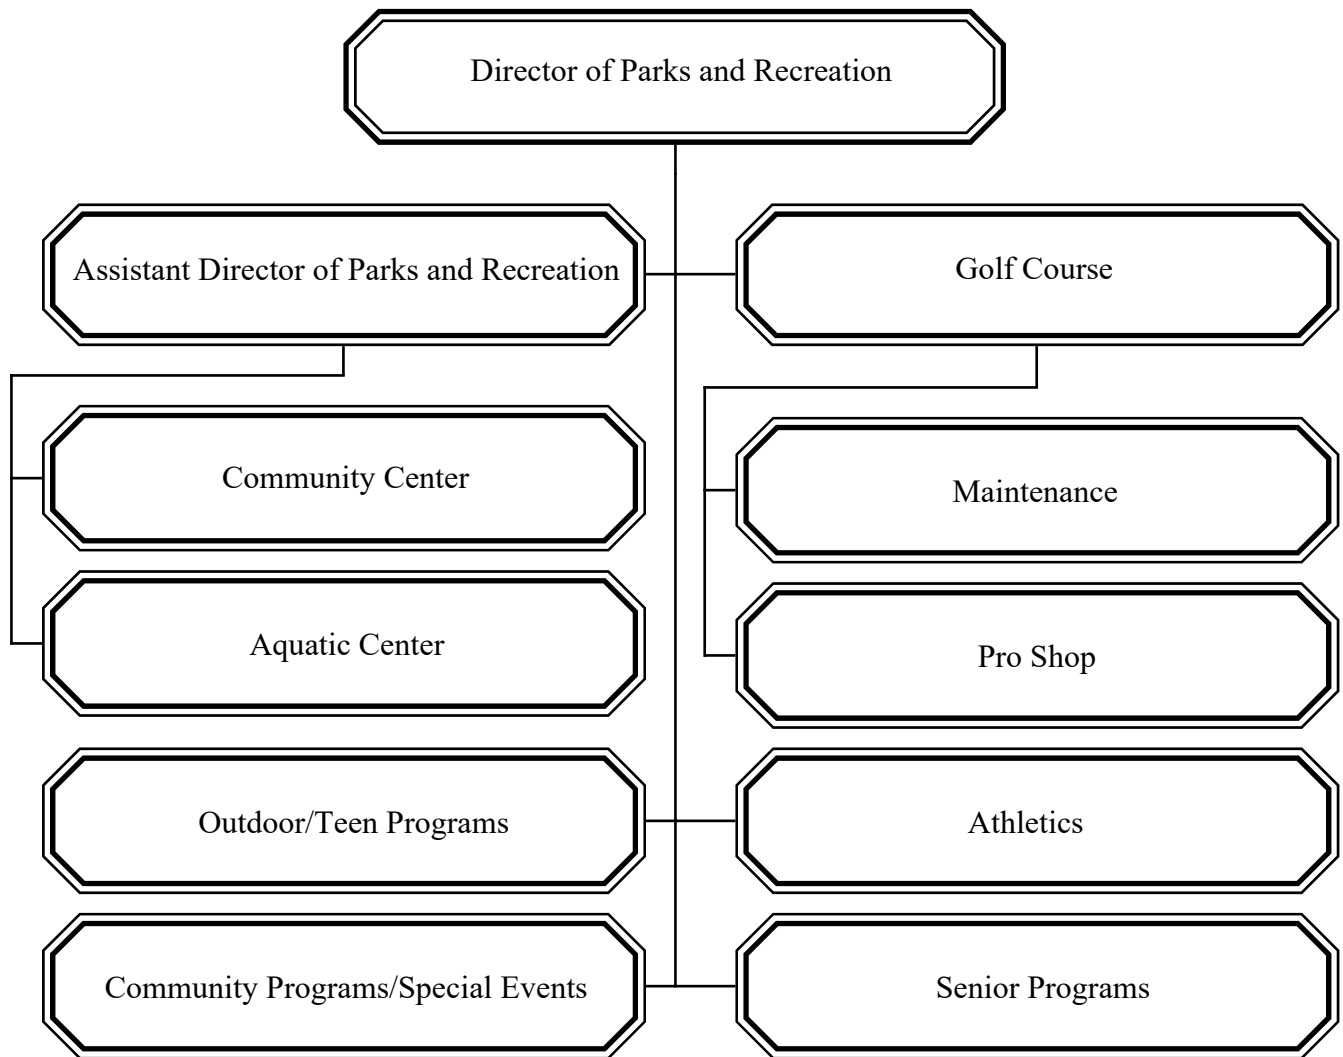 Director of Parks and Recreation
Assistant Director of Parks and Recreation
Golf Course
Community Center
Maintenance
Aquatic Center
Pro Shop
Outdoor/Teen Programs
Athletics
Community Programs/Special Events
Senior Programs